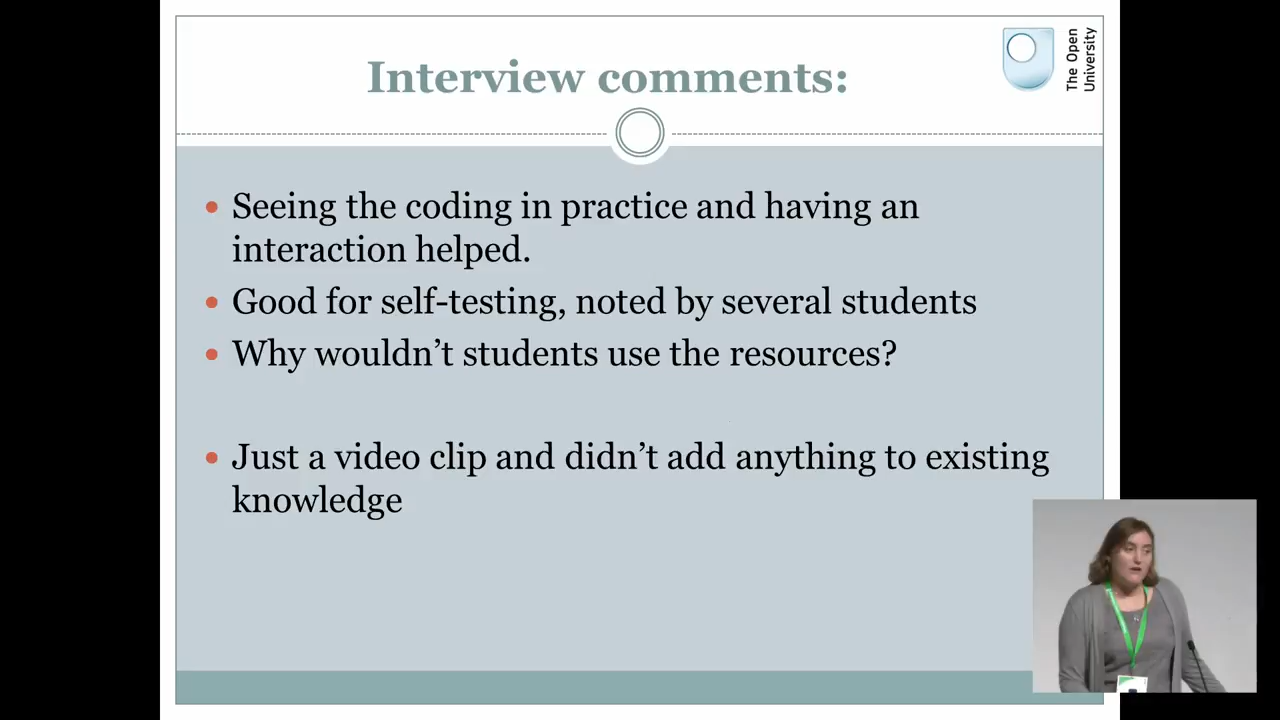 Interview comments:
The Open
University
Seeing the coding in practice and having an
interaction helped.
Good for self-testing, noted by several students
Why wouldn’t students use the resources?
Just a video clip and didn’t add anything to existing
knowledge